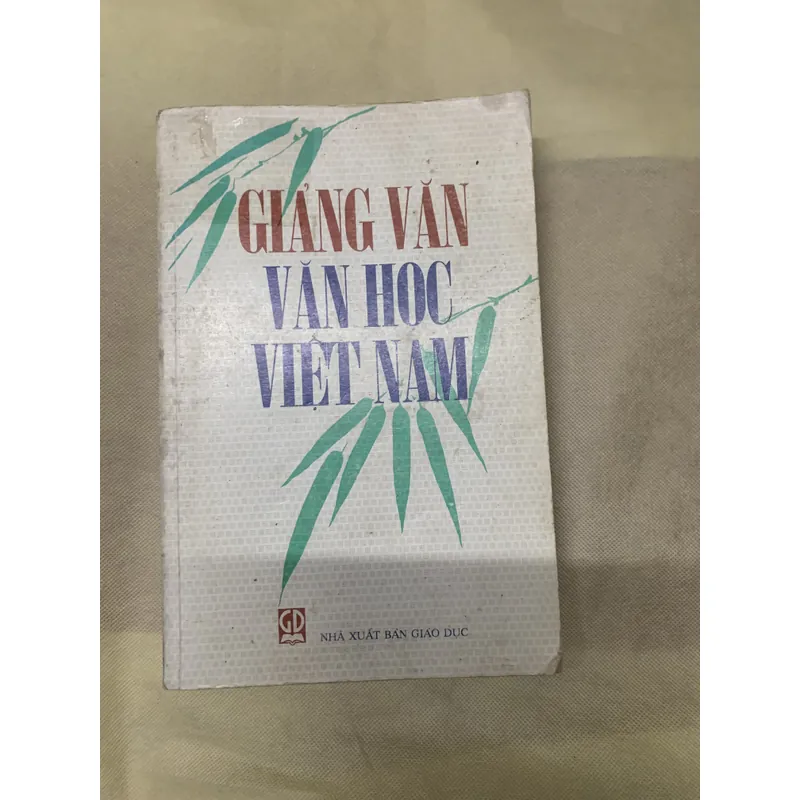 GIẢNG VĂN
VĂN HỌC
VIỆT NAM
GD
NHÀ XUẤT BẢN GIÁO DỤC